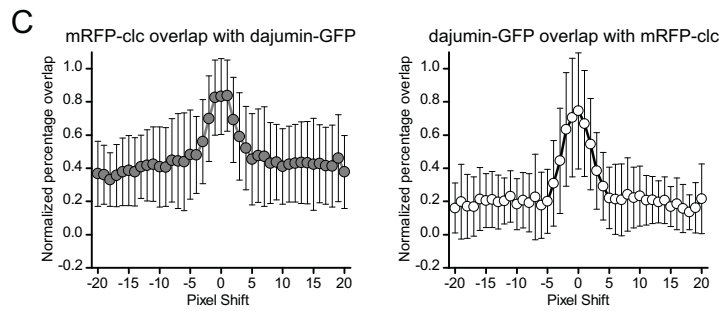 C
mRFP-clc overlap with dajumin-GFP
Normalized percentage overlap
1.0
0.8
0.6
0.4
0.2
0.0
-0.2
-20 -15 -10 -5 0 5 10 15 20
Pixel Shift
dajumin-GFP overlap with mRFP-clc
Normalized percentage overlap
1.0
0.8
0.6
0.4
0.2
0.0
-0.2
-20 -15 -10 -5 0 5 10 15 20
Pixel Shift